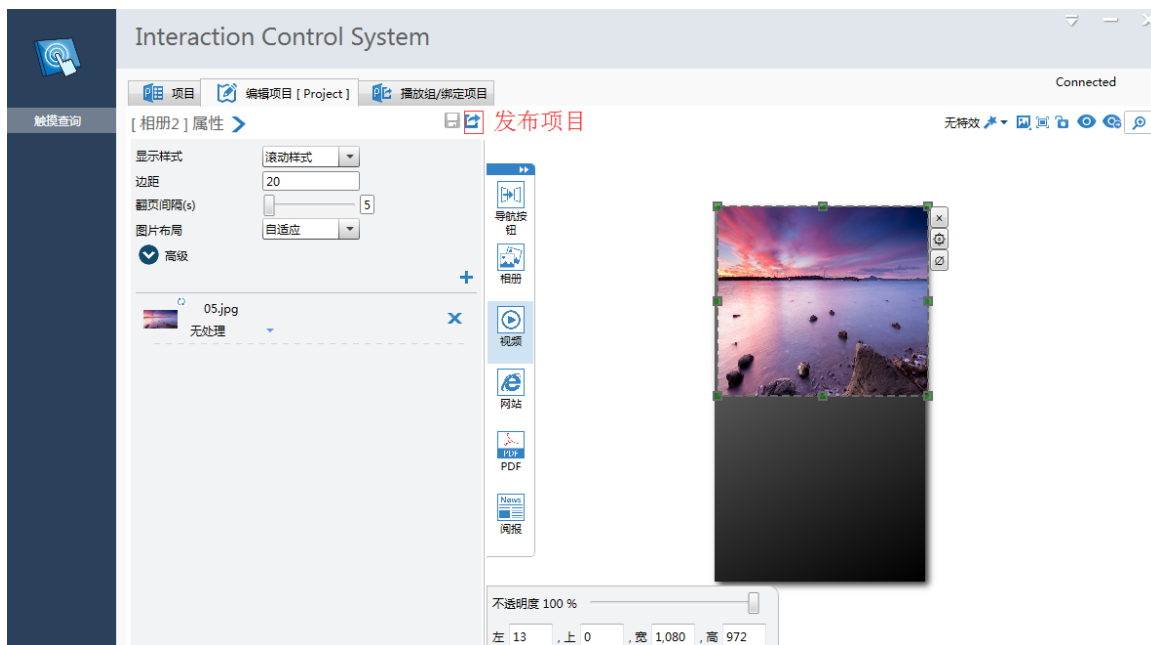 Interaction Control System
Connected
项目
编辑项目 [ Project ]
播放组/绑定项目
触摸查询
[ 相册2 ] 属性
发布项目
无特效
显示样式
滚动样式
边距
20
翻页间隔(s)
5
图片布局
自适应
高级
05.jpg
无处理
导航按
钮
相册
视频
网站
PDF
PDF
News
阅报
不透明度 100 %
左 13 , 上 0 , 宽 1,080 , 高 972